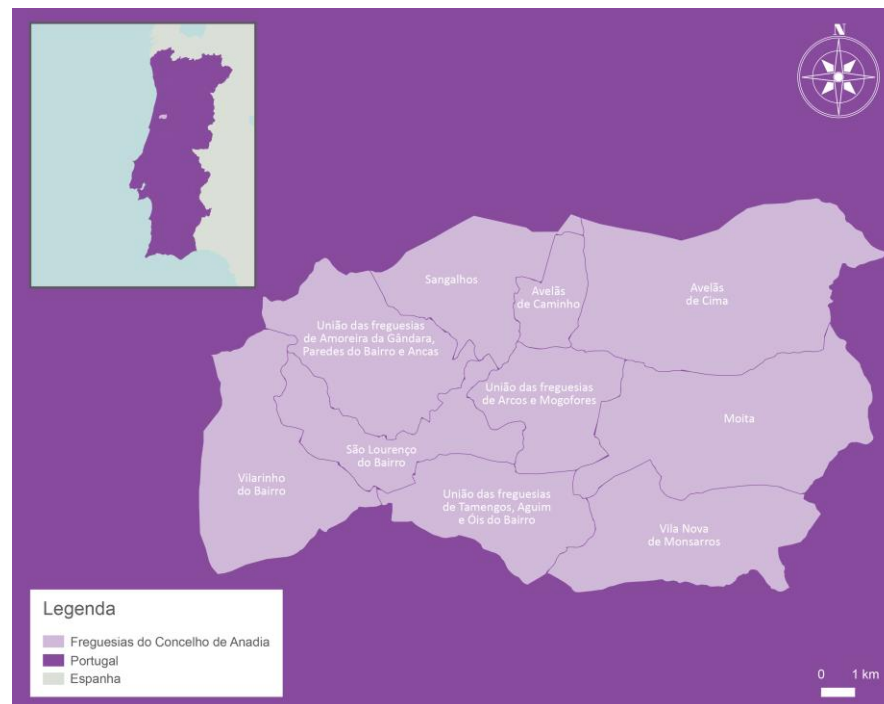 N
Sangalhos
Avelãs
de Caminho
Avelãs
de Cima
União das freguesias
de Amoreira da Gândara,
Paredes do Bairro e Ancas
União das freguesias
de Arcos e Mogofores
Moita
São Lourenço
do Bairro
Vilarinho
do Bairro
União das freguesias
de Tamengos, Aguim
e Óis do Bairro
Vila Nova
de Monsarros
Legenda
Freguesias do Concelho de Anadia
Portugal
Espanha
0 1 km